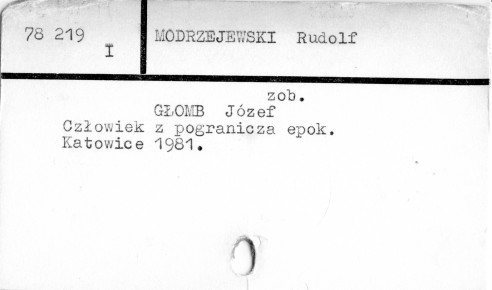 78 219 MODRZEJEWSKI Rudolf
I
zob.
GŁOMB Józef
Człowiek z pogranicza epok.
Katowice 1981.